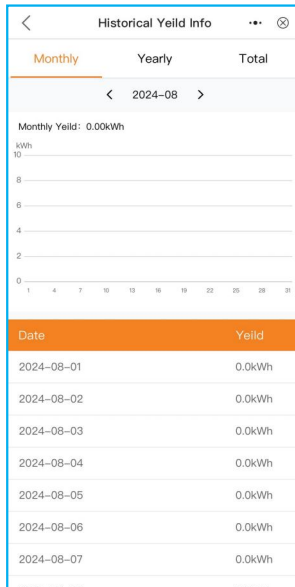 Historical Yeild Info
Monthly Yearly Total
2024-08
Monthly Yeild: 0.00kWh
kWh
10
8
6
4
2
0
1 4 7 10 13 16 19 22 25 28 31
Date Yeild
2024-08-01 0.0kWh
2024-08-02 0.0kWh
2024-08-03 0.0kWh
2024-08-04 0.0kWh
2024-08-05 0.0kWh
2024-08-06 0.0kWh
2024-08-07 0.0kWh